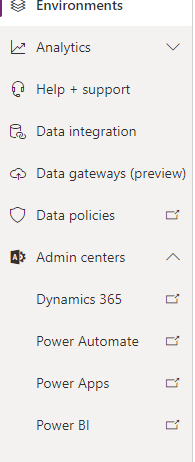 Environments
Analytics
Help + support
Data integration
Data gateways (preview)
Data policies
Admin centers
Dynamics 365
Power Automate
Power Apps
Power BI